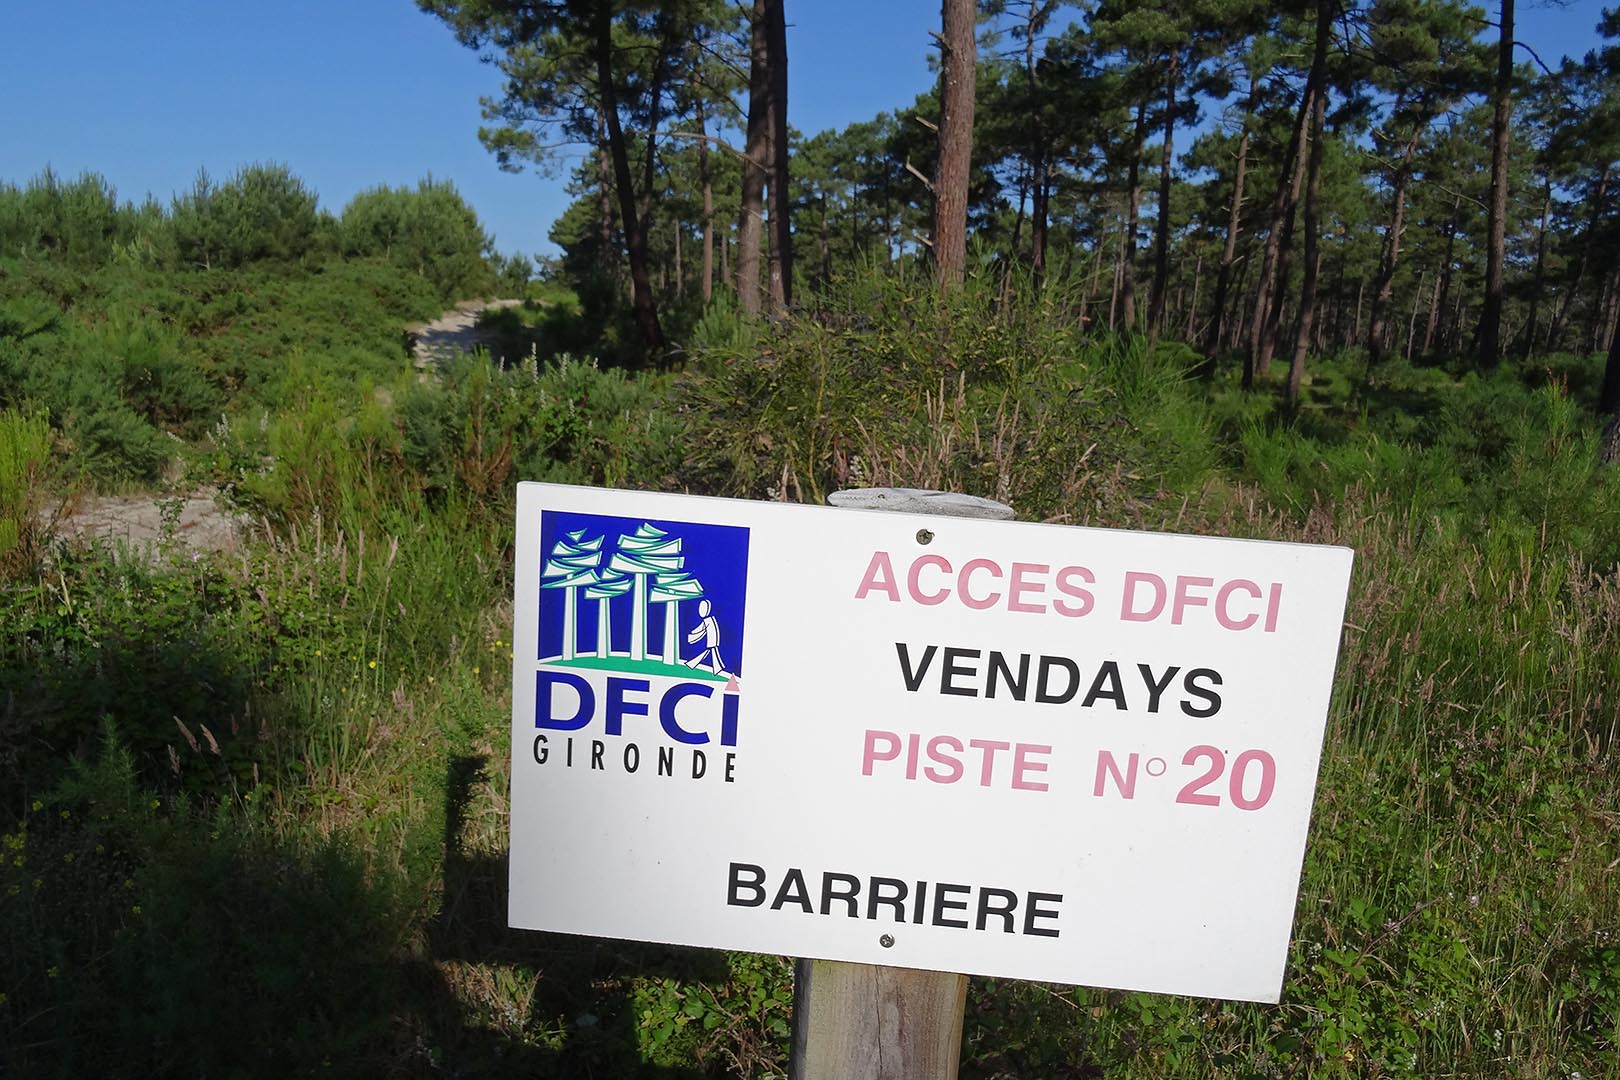 DFCI
GIRONDE
ACCES DFCI
VENDAYS
PISTE N° 20
BARRIERE